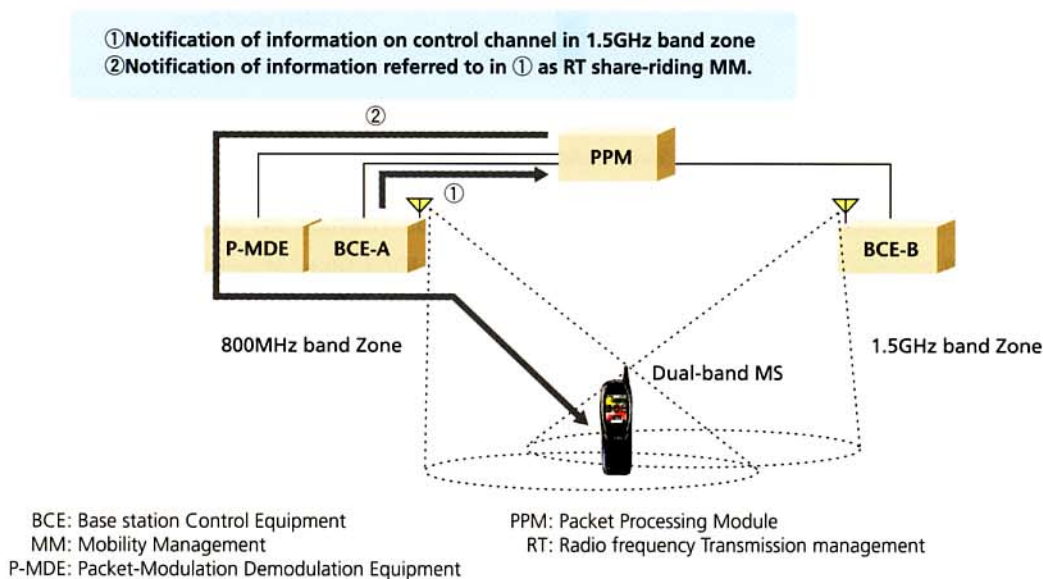 ①Notification of information on control channel in 1.5GHz band zone
②Notification of information referred to in ① as RT share-riding MM.
②
PPM
①
P-MDE
BCE-A
BCE-B
800MHz band Zone
1.5GHz band Zone
Dual-band MS
BCE: Base station Control Equipment
MM: Mobility Management
P-MDE: Packet-Modulation Demodulation Equipment
PPM: Packet Processing Module
RT: Radio frequency Transmission management